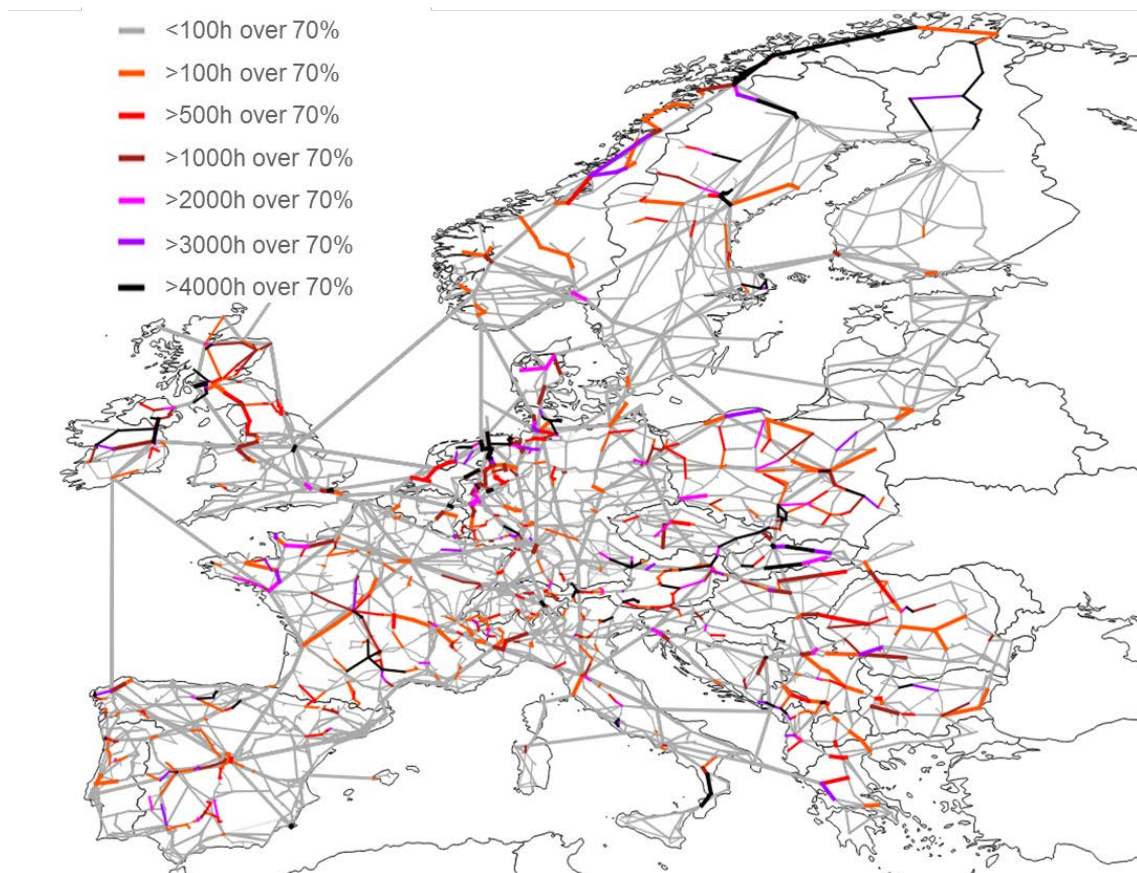 <100h over 70%
>100h over 70%
>500h over 70%
>1000h over 70%
>2000h over 70%
>3000h over 70%
>4000h over 70%